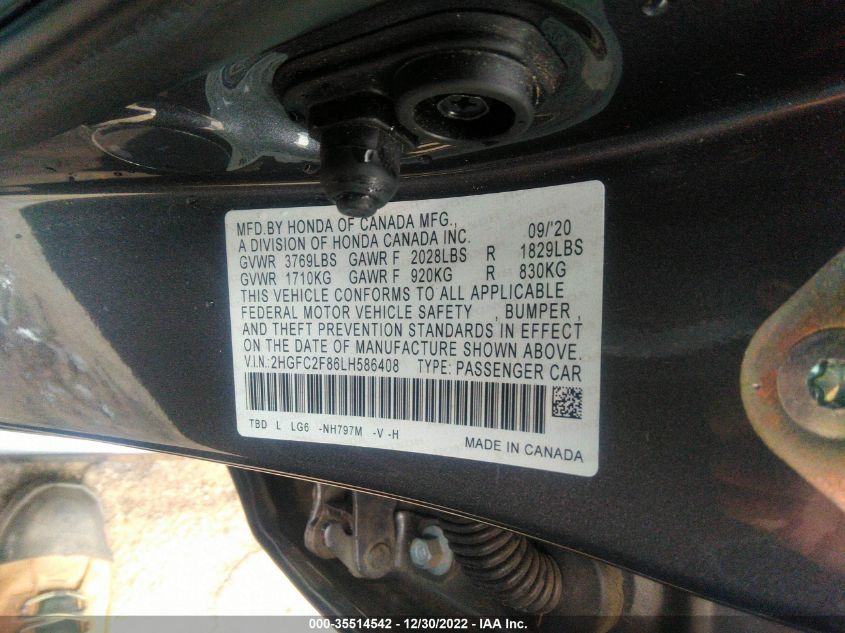 MFD.BY HONDA OF CANADA MFG., 09/'20
A DIVISION OF HONDA CANADA INC.
GVWR 3769LBS GAWR F 2028LBS R 1829LBS
GVWR 1710KG GAWR F 920KG R 830KG
THIS VEHICLE CONFORMS TO ALL APPLICABLE
FEDERAL MOTOR VEHICLE SAFETY , BUMPER ,
AND THEFT PREVENTION STANDARDS IN EFFECT
ON THE DATE OF MANUFACTURE SHOWN ABOVE.
V.I.N.:2HGFC2F86LH586408 TYPE: PASSENGER CAR
TBD L LG6 -NH797M -V -H
MADE IN CANADA
000-35514542 - 12/30/2022 - IAA Inc.